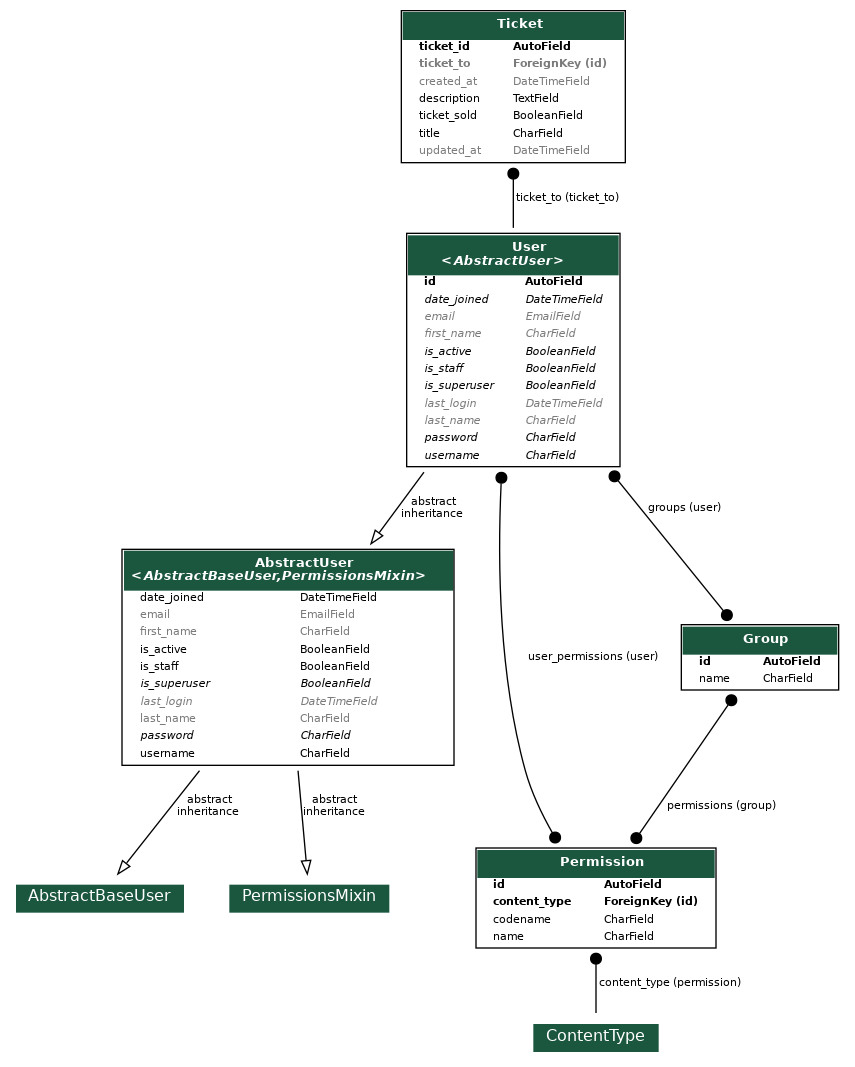 Ticket
ticket_id AutoField
ticket_to ForeignKey (id)
created_at DateTimeField
description TextField
ticket_sold BooleanField
title CharField
updated_at DateTimeField
ticket_to (ticket_to)
User
<AbstractUser>
id AutoField
date_joined DateTimeField
email EmailField
first_name CharField
is_active BooleanField
is_staff BooleanField
is_superuser BooleanField
last_login DateTimeField
last_name CharField
password CharField
username CharField
abstract
inheritance
groups (user)
AbstractUser
<AbstractBaseUser,PermissionsMixin>
date_joined DateTimeField
email EmailField
first_name CharField
is_active BooleanField
is_staff BooleanField
is_superuser BooleanField
last_login DateTimeField
last_name CharField
password CharField
username CharField
user_permissions (user)
Group
id AutoField
name CharField
abstract
inheritance
abstract
inheritance
permissions (group)
AbstractBaseUser
PermissionsMixin
Permission
id AutoField
content_type ForeignKey (id)
codename CharField
name CharField
content_type (permission)
ContentType